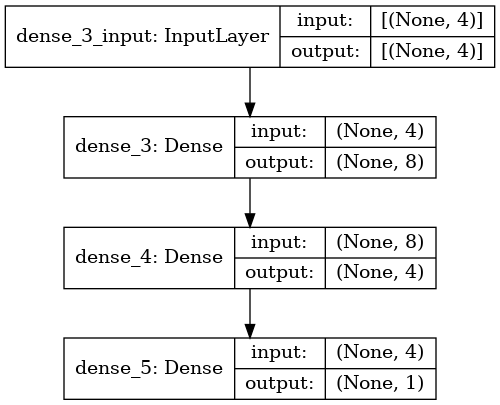 dense_3_input: InputLayer
input: [(None, 4)]
output: [(None, 4)]
dense_3: Dense
input: (None, 4)
output: (None, 8)
dense_4: Dense
input: (None, 8)
output: (None, 4)
dense_5: Dense
input: (None, 4)
output: (None, 1)